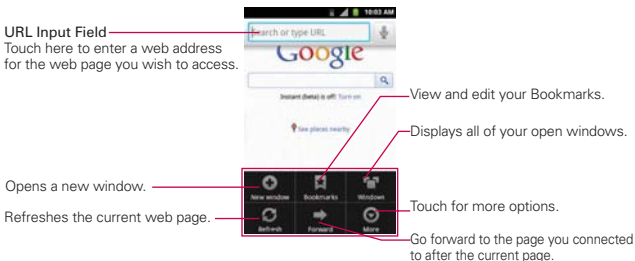 10:03 AM
URL Input Field
Touch here to enter a web address
for the web page you wish to access.
Search or type URL
Google
Instant (beta) is off: Turn on
See places nearby
View and edit your Bookmarks.
Displays all of your open windows.
Opens a new window.
New window
Bookmarks
Windows
Touch for more options.
Refreshes the current web page.
Refresh
Forward
More
Go forward to the page you connected
to after the current page.